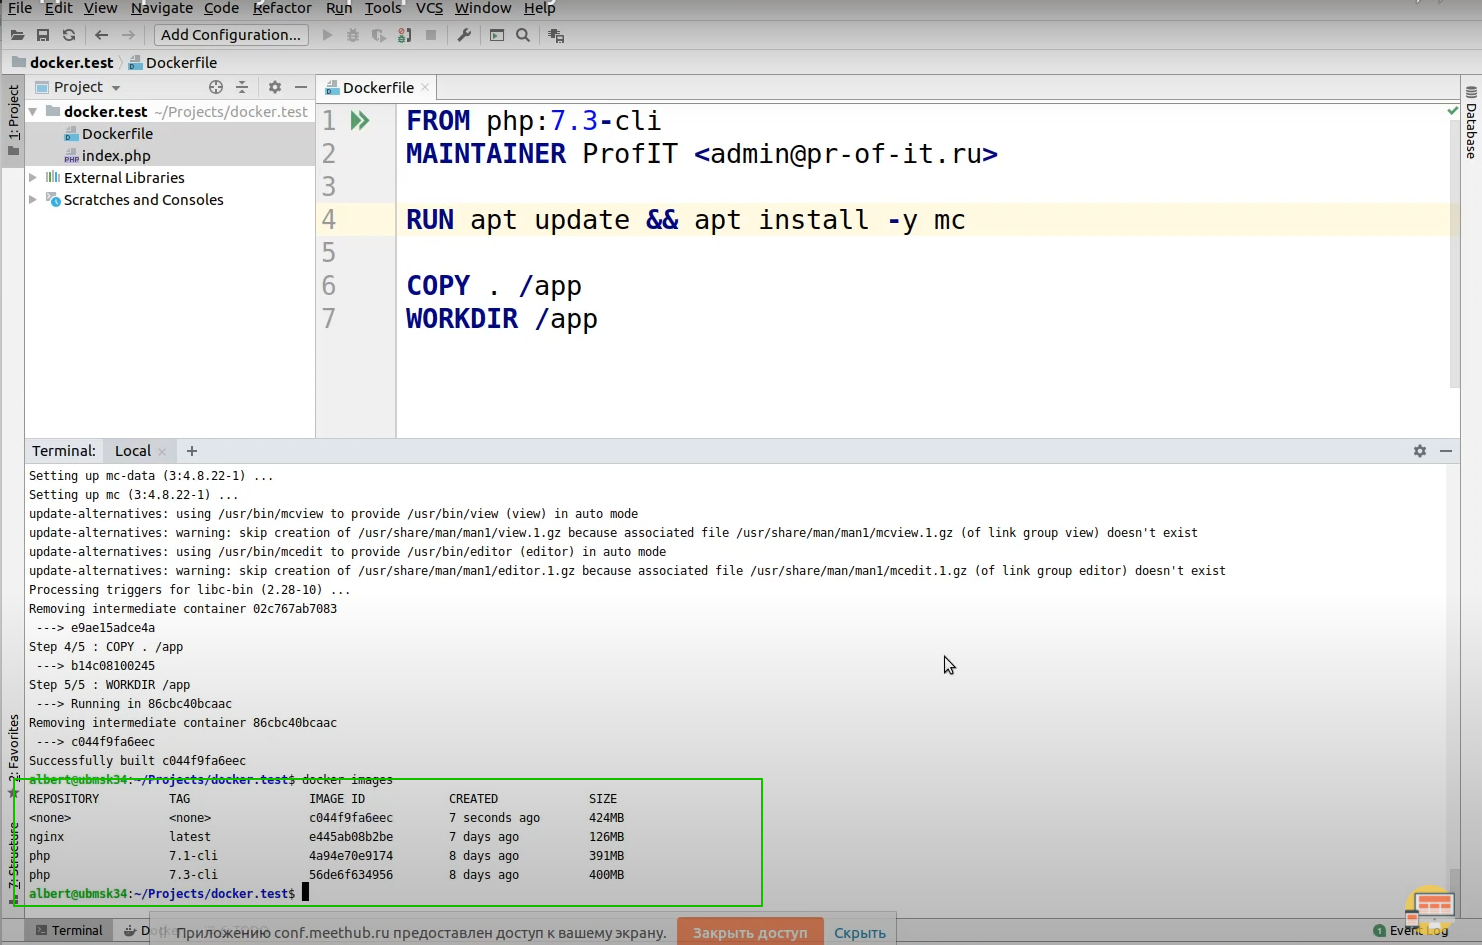 File Edit View Navigate Code Refactor Run Tools VCS Window Help
Add Configuration...
docker.test Dockerfile
1: Project
Project
Dockerfile
Database
docker.test ~/Projects/docker.test
Dockerfile
index.php
External Libraries
Scratches and Consoles
1 FROM php:7.3-cli
2 MAINTAINER ProfIT <admin@pr-of-it.ru>
3
4 RUN apt update && apt install -y mc
5
6 COPY . /app
7 WORKDIR /app
Terminal: Local +
Setting up mc-data (3:4.8.22-1) ...
Setting up mc (3:4.8.22-1) ...
update-alternatives: using /usr/bin/mcview to provide /usr/bin/view (view) in auto mode
update-alternatives: warning: skip creation of /usr/share/man/man1/view.1.gz because associated file /usr/share/man/man1/mcview.1.gz (of link group view) doesn't exist
update-alternatives: using /usr/bin/mcedit to provide /usr/bin/editor (editor) in auto mode
update-alternatives: warning: skip creation of /usr/share/man/man1/editor.1.gz because associated file /usr/share/man/man1/mcedit.1.gz (of link group editor) doesn't exist
Processing triggers for libc-bin (2.28-10) ...
Removing intermediate container 02c767ab7083
---> e9ae15adce4a
Step 4/5 : COPY . /app
---> b14c08100245
Step 5/5 : WORKDIR /app
---> Running in 86cbc40bcaac
Removing intermediate container 86cbc40bcaac
---> c044f9fa6eec
Successfully built c044f9fa6eec
albert@ubmsk34:~/Projects/docker.test$ docker images
REPOSITORY TAG IMAGE ID CREATED SIZE
<none> <none> c044f9fa6eec 7 seconds ago 424MB
nginx latest e445ab08b2be 7 days ago 126MB
php 7.1-cli 4a94e70e9174 8 days ago 391MB
php 7.3-cli 56de6f634956 8 days ago 400MB
albert@ubmsk34:~/Projects/docker.test$
2: Favorites
7: Structure
Terminal
Приложению conf.meethub.ru предоставлен доступ к вашему экрану. Закрыть доступ Скрыть
1 Event Log